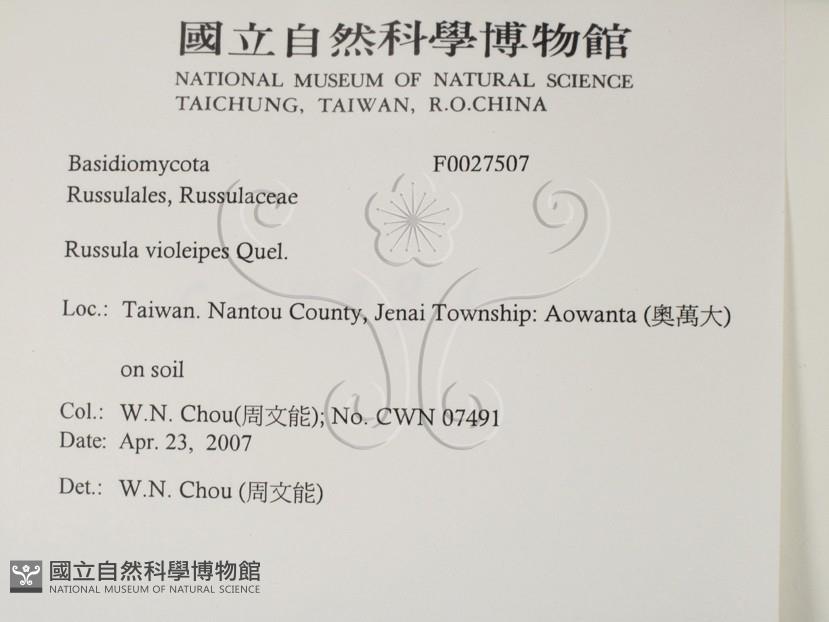 國立自然科學博物館
NATIONAL MUSEUM OF NATURAL SCIENCE
TAICHUNG, TAIWAN, R.O.CHINA
Basidiomycota F0027507
Russulales, Russulaceae
Russula violeipes Quel.
Loc.: Taiwan. Nantou County, Jenai Township: Aowanta (奧萬大)
on soil
Col.: W.N. Chou(周文能); No. CWN 07491
Date: Apr. 23, 2007
Det.: W.N. Chou (周文能)
國立自然科學博物館
NATIONAL MUSEUM OF NATURAL SCIENCE